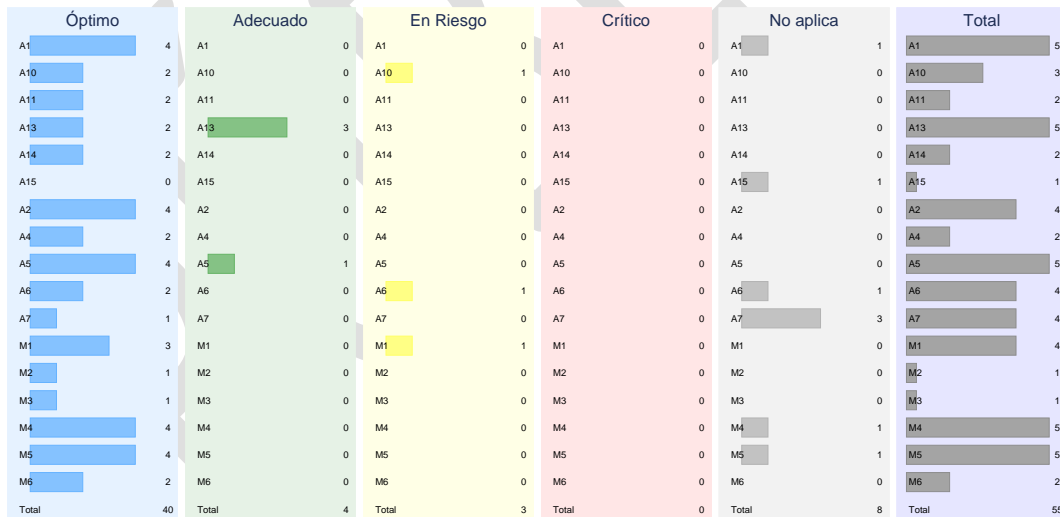 Óptimo Adecuado En Riesgo Crítico No aplica Total
A1 4 A1 0 A1 0 A1 0 A1 1 A1 5
A10 2 A10 0 A10 1 A10 0 A10 0 A10 3
A11 2 A11 0 A11 0 A11 0 A11 0 A11 2
A13 2 A13 3 A13 0 A13 0 A13 0 A13 5
A14 2 A14 0 A14 0 A14 0 A14 0 A14 2
A15 0 A15 0 A15 0 A15 0 A15 1 A15 1
A2 4 A2 0 A2 0 A2 0 A2 0 A2 4
A4 2 A4 0 A4 0 A4 0 A4 0 A4 2
A5 4 A5 1 A5 0 A5 0 A5 0 A5 5
A6 2 A6 0 A6 1 A6 0 A6 1 A6 4
A7 1 A7 0 A7 0 A7 0 A7 3 A7 4
M1 3 M1 0 M1 1 M1 0 M1 0 M1 4
M2 1 M2 0 M2 0 M2 0 M2 0 M2 1
M3 1 M3 0 M3 0 M3 0 M3 0 M3 1
M4 4 M4 0 M4 0 M4 0 M4 1 M4 5
M5 4 M5 0 M5 0 M5 0 M5 1 M5 5
M6 2 M6 0 M6 0 M6 0 M6 0 M6 2
Total 40 Total 4 Total 3 Total 0 Total 8 Total